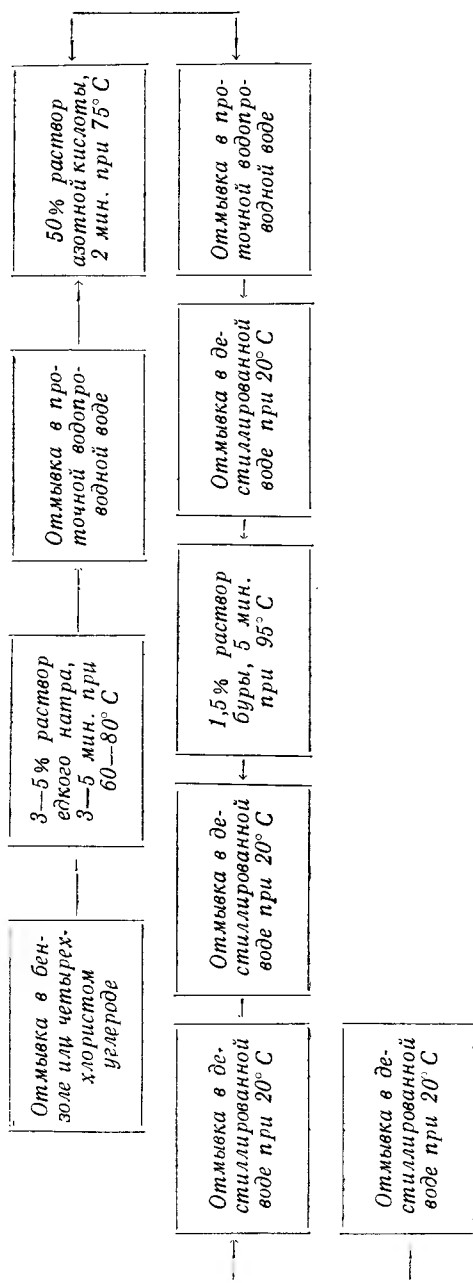 Отмывка в бен-
золе или четырех-
хлористом
углероде
3—5% раствор
едкого натра,
3—5 мин. при
60—80° C
Отмывка в про-
точной водопро-
водной воде
50% раствор
азотной кислоты,
2 мин. при 75° C
Отмывка в про-
точной водопро-
водной воде
Отмывка в де-
стиллированной
воде при 20° C
1,5% раствор
буры, 5 мин.
при 95° C
Отмывка в де-
стиллированной
воде при 20° C
Отмывка в де-
стиллированной
воде при 20° C
Отмывка в де-
стиллированной
воде при 20° C